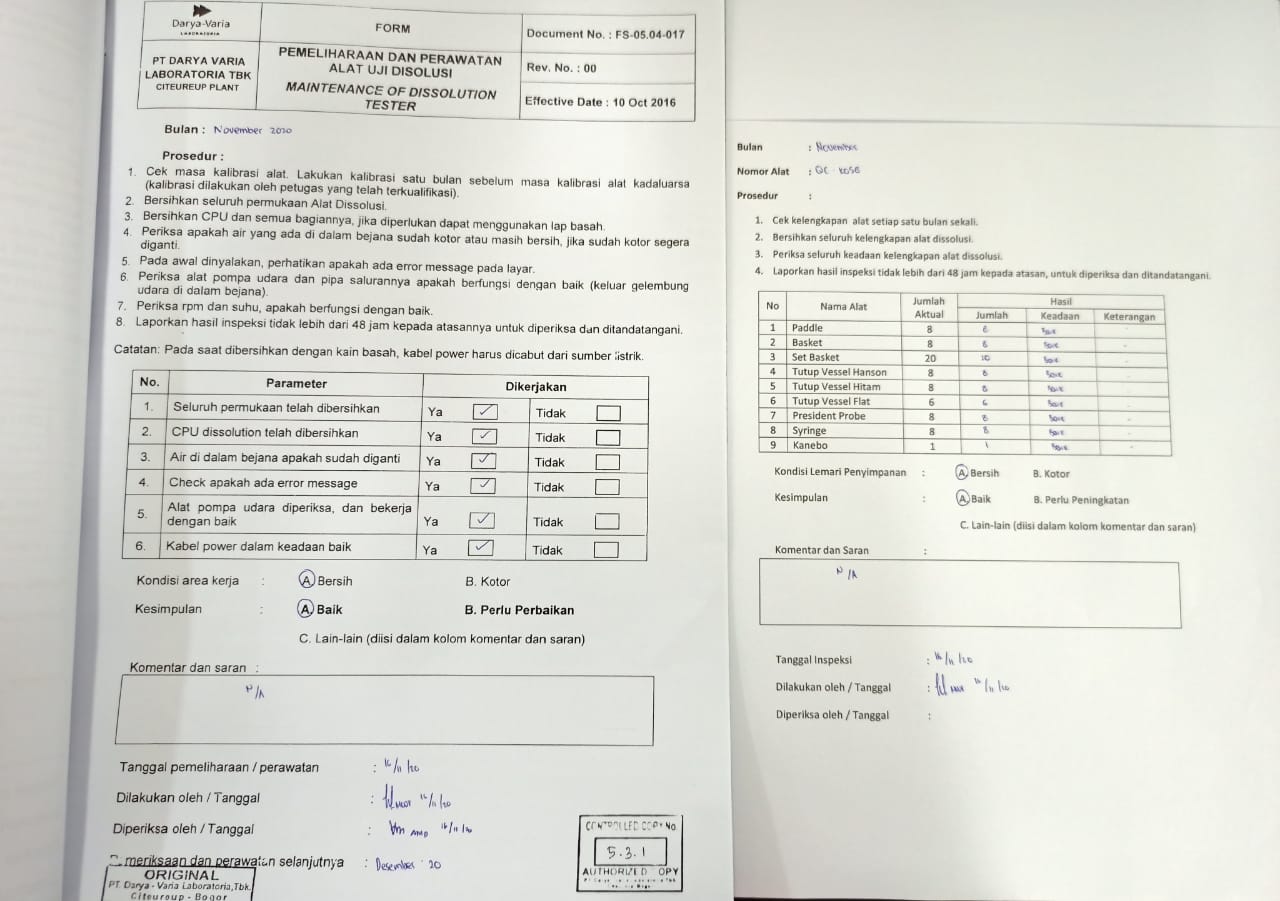 Darya-Varia
LABORATORIA
PT DARYA VARIA
LABORATORIA TBK
CITEUREUP PLANT
FORM
PEMELIHARAAN DAN PERAWATAN
ALAT UJI DISOLUSI
MAINTENANCE OF DISSOLUTION
TESTER
Document No. : FS-05.04-017
Rev. No. : 00
Effective Date : 10 Oct 2016
Bulan : November 2020
Prosedur :
1. Cek masa kalibrasi alat. Lakukan kalibrasi satu bulan sebelum masa kalibrasi alat kadaluarsa
(kalibrasi dilakukan oleh petugas yang telah terkualifikasi).
2. Bersihkan seluruh permukaan Alat Dissolusi.
3. Bersihkan CPU dan semua bagiannya, jika diperlukan dapat menggunakan lap basah.
4. Periksa apakah air yang ada di dalam bejana sudah kotor atau masih bersih, jika sudah kotor segera
diganti.
5. Pada awal dinyalakan, perhatikan apakah ada error message pada layar.
6. Periksa alat pompa udara dan pipa salurannya apakah berfungsi dengan baik (keluar gelembung
udara di dalam bejana).
7. Periksa rpm dan suhu, apakah berfungsi dengan baik.
8. Laporkan hasil inspeksi tidak lebih dari 48 jam kepada atasannya untuk diperiksa dan ditandatangani.
Catatan: Pada saat dibersihkan dengan kain basah, kabel power harus dicabut dari sumber listrik.
No. Parameter Dikerjakan
1. Seluruh permukaan telah dibersihkan Ya ✓ Tidak
2. CPU dissolution telah dibersihkan Ya ✓ Tidak
3. Air di dalam bejana apakah sudah diganti Ya ✓ Tidak
4. Check apakah ada error message Ya ✓ Tidak
5. Alat pompa udara diperiksa, dan bekerja
dengan baik Ya ✓ Tidak
6. Kabel power dalam keadaan baik Ya ✓ Tidak
Kondisi area kerja : A. Bersih B. Kotor
Kesimpulan : A. Baik B. Perlu Perbaikan
C. Lain-lain (diisi dalam kolom komentar dan saran)
Komentar dan saran :
N/A
Tanggal pemeliharaan / perawatan : 16/11/20
Dilakukan oleh / Tanggal : 16/11/20
Diperiksa oleh / Tanggal : 16/11/20
meriksaan dan perawatan selanjutnya : Desember '20
ORIGINAL
PT. Darya - Varia Laboratoria,Tbk.
Citeureup - Bogor
CONTROLLED COPY No.
5.3.1
AUTHORIZED COPY
Bulan : November
Nomor Alat : QC
Prosedur :
1. Cek kelengkapan alat setiap satu bulan sekali.
2. Bersihkan seluruh kelengkapan alat dissolusi.
3. Periksa seluruh keadaan kelengkapan alat dissolusi.
4. Laporkan hasil inspeksi tidak lebih dari 48 jam kepada atasan, untuk diperiksa dan ditandatangani.
No Nama Alat Jumlah Aktual Hasil
Jumlah Keadaan Keterangan
1 Paddle 8 8 Baik -
2 Basket 8 8 Baik -
3 Set Basket 20 20 Baik -
4 Tutup Vessel Hanson 8 8 Baik -
5 Tutup Vessel Hitam 8 8 Baik -
6 Tutup Vessel Flat 6 6 Baik -
7 President Probe 8 8 Baik -
8 Syringe 8 8 Baik -
9 Kanebo 1 1 Baik -
Kondisi Lemari Penyimpanan : A. Bersih B. Kotor
Kesimpulan : A. Baik B. Perlu Peningkatan
C. Lain-lain (diisi dalam kolom komentar dan saran)
Komentar dan Saran :
N/A
Tanggal Inspeksi : 16/11/20
Dilakukan oleh / Tanggal : 16/11/20
Diperiksa oleh / Tanggal :